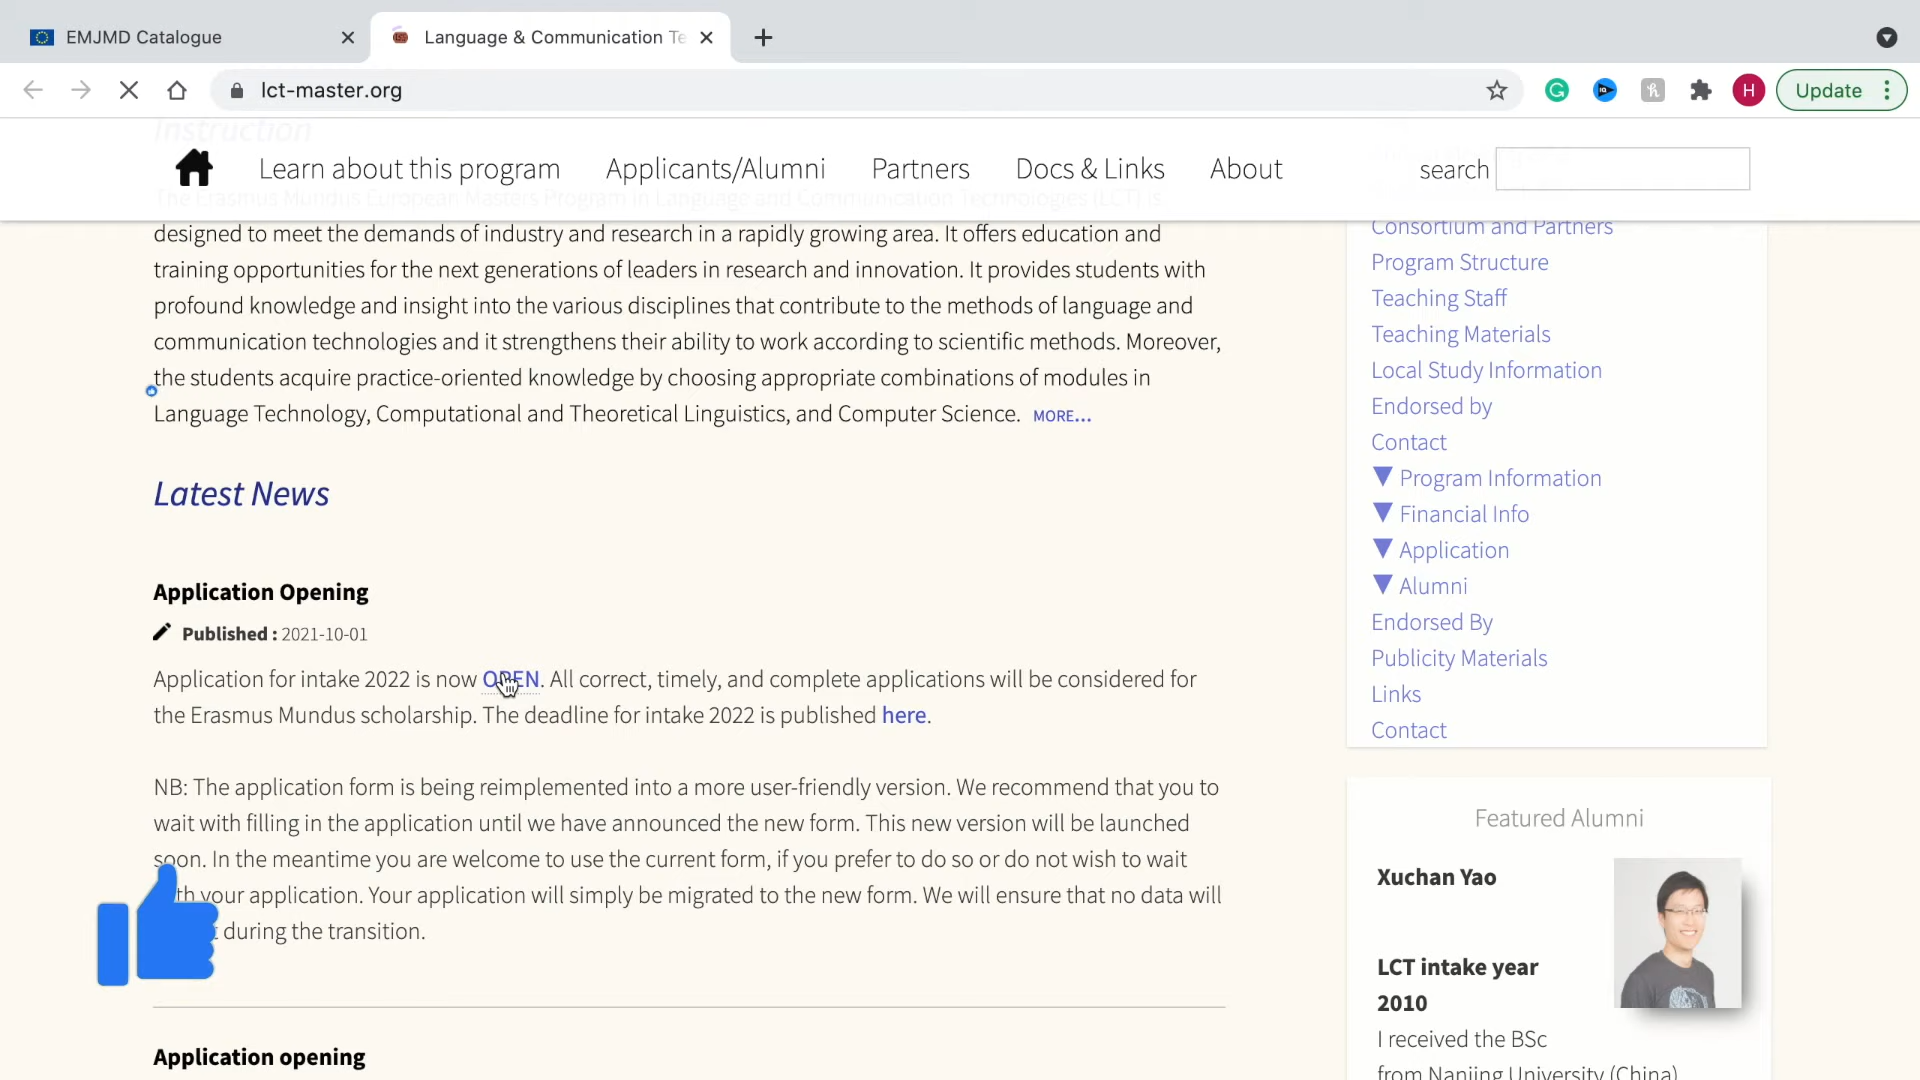 EMJMD Catalogue
Language & Communication Te
lct-master.org
Update
H
Instruction
Learn about this program
Applicants/Alumni
Partners
Docs & Links
About
search
The Erasmus Mundus European Masters Program in Language and Communication Technologies (LCT) is
designed to meet the demands of industry and research in a rapidly growing area. It offers education and
training opportunities for the next generations of leaders in research and innovation. It provides students with
profound knowledge and insight into the various disciplines that contribute to the methods of language and
communication technologies and it strengthens their ability to work according to scientific methods. Moreover,
the students acquire practice-oriented knowledge by choosing appropriate combinations of modules in
Language Technology, Computational and Theoretical Linguistics, and Computer Science. MORE...
Latest News
Application Opening
Published : 2021-10-01
Application for intake 2022 is now OPEN. All correct, timely, and complete applications will be considered for
the Erasmus Mundus scholarship. The deadline for intake 2022 is published here.
NB: The application form is being reimplemented into a more user-friendly version. We recommend that you to
wait with filling in the application until we have announced the new form. This new version will be launched
soon. In the meantime you are welcome to use the current form, if you prefer to do so or do not wish to wait
your application. Your application will simply be migrated to the new form. We will ensure that no data will
during the transition.
Application opening
Consortium and Partners
Program Structure
Teaching Staff
Teaching Materials
Local Study Information
Endorsed by
Contact
▼ Program Information
▼ Financial Info
▼ Application
▼ Alumni
Endorsed By
Publicity Materials
Links
Contact
Featured Alumni
Xuchan Yao
LCT intake year
2010
I received the BSc
from Nanjing University (China)